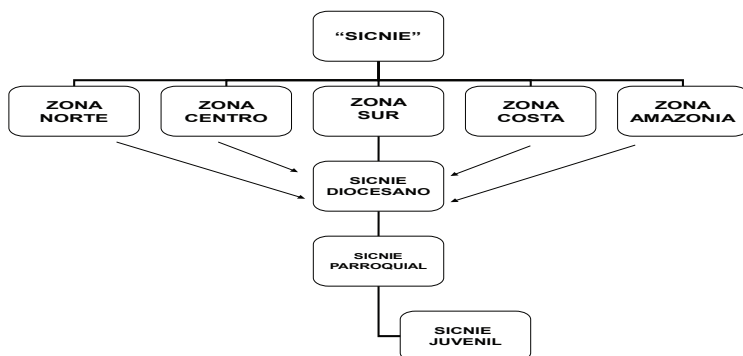 “SICNIE”
ZONA
NORTE
ZONA
CENTRO
ZONA
SUR
ZONA
COSTA
ZONA
AMAZONIA
SICNIE
DIOCESANO
SICNIE
PARROQUIAL
SICNIE
JUVENIL